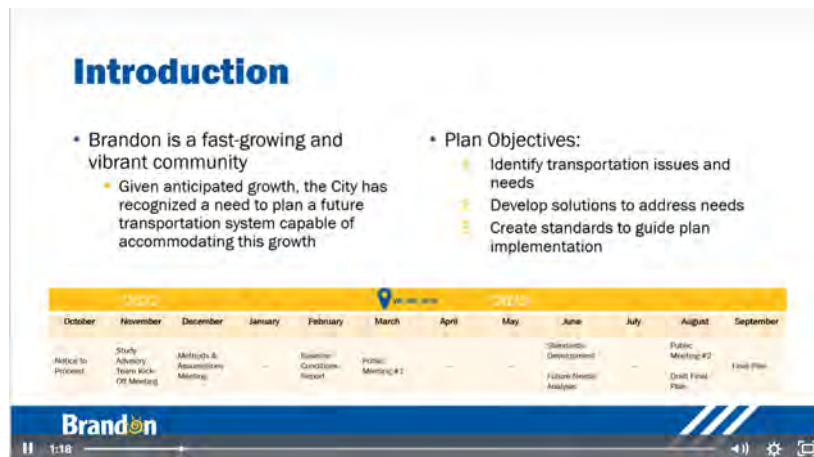 Introduction
• Brandon is a fast-growing and
vibrant community
• Given anticipated growth, the City has
recognized a need to plan a future
transportation system capable of
accommodating this growth
• Plan Objectives:
Identify transportation issues and
needs
Develop solutions to address needs
Create standards to guide plan
implementation
October November December January February March April May June July August September
Notice to
Proceed
Study
Advisory
Team Kick-
Off Meeting
Methods &
Assumptions
Meeting
–
Baseline
Conditions
Report
Public
Meeting #1
–
–
Standards
Development
Future Needs
Analysis
–
Public
Meeting #2
Draft Final
Plan
Final Plan
Brandon
1:18